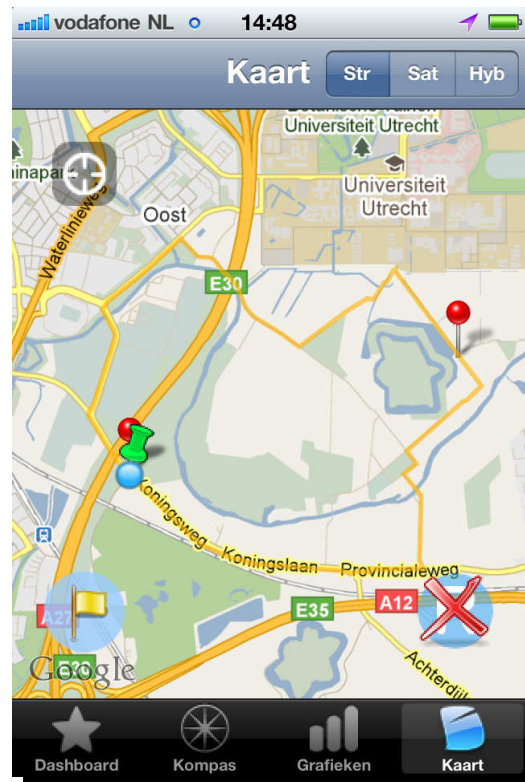 vodafone NL 14:48
Kaart Str Sat Hyb
Universiteit Utrecht
Universiteit
Utrecht
Waterlinieweg
Oost
E30
Koningsweg
Koningslaan
Provincialeweg
A27
E35
A12
E30
Google
Dashboard
Kompas
Grafieken
Kaart